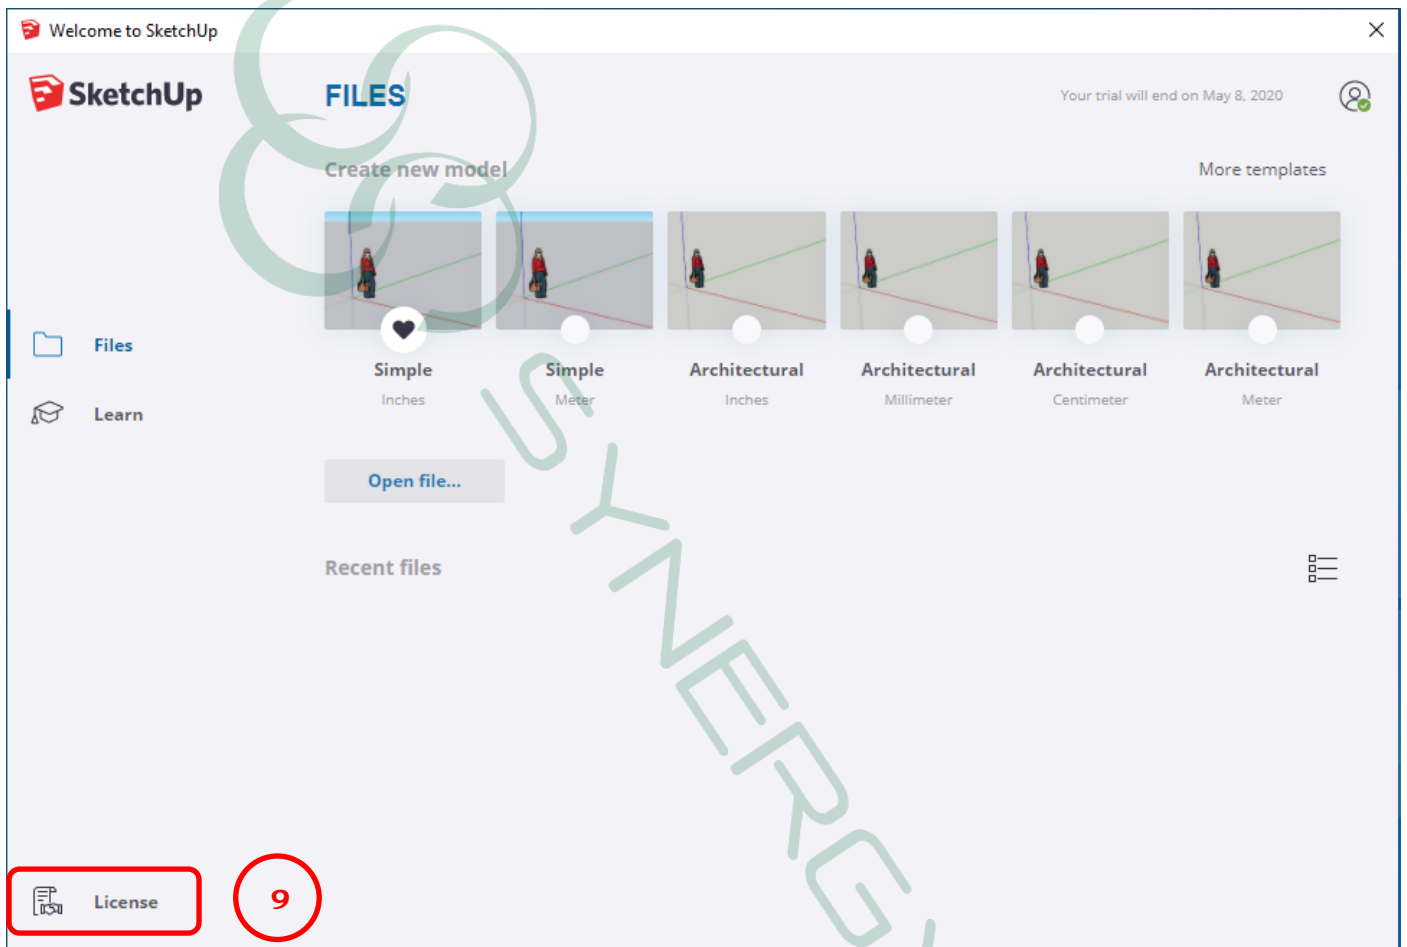 Welcome to SketchUp
SketchUp
FILES
Your trial will end on May 8, 2020
Create new model
More templates
Simple
Inches
Simple
Meter
Architectural
Inches
Architectural
Millimeter
Architectural
Centimeter
Architectural
Meter
Files
Learn
Open file...
Recent files
License
9
SYNERGY